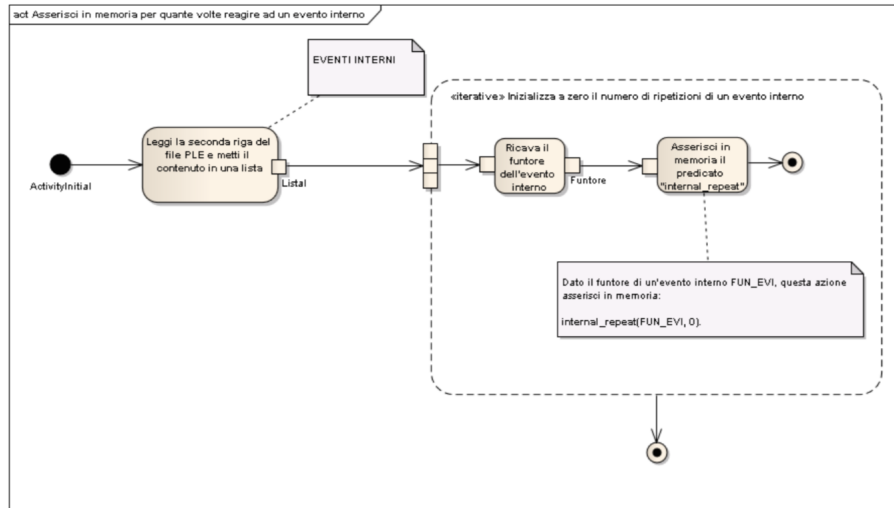 act Asserisci in memoria per quante volte reagire ad un evento interno
EVENTI INTERNI
«iterative» Inizializza a zero il numero di ripetizioni di un evento interno
ActivityInitial
Leggi la seconda riga del
file PLE e metti il
contenuto in una lista
ListaI
Ricava il
funtore
dell'evento
interno
Funtore
Asserisci in
memoria il
predicato
"internal_repeat"
Dato il funtore di un'evento interno FUN_EVI, questa azione
asserisci in memoria:
internal_repeat(FUN_EVI, 0).